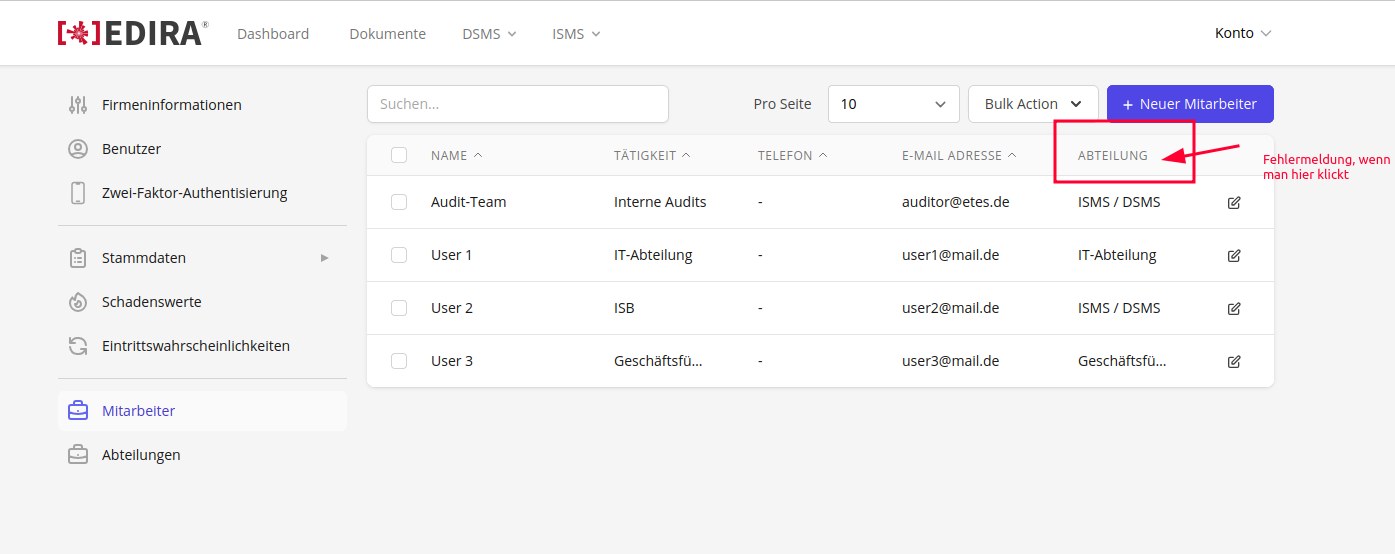 [*]EDIRA®
Dashboard
Dokumente
DSMS
ISMS
Konto
Firmeninformationen
Benutzer
Zwei-Faktor-Authentisierung
Stammdaten
Schadenswerte
Eintrittswahrscheinlichkeiten
Mitarbeiter
Abteilungen
Suchen...
Pro Seite
10
Bulk Action
+ Neuer Mitarbeiter
NAME
TÄTIGKEIT
TELEFON
E-MAIL ADRESSE
ABTEILUNG
Audit-Team
Interne Audits
-
auditor@etes.de
ISMS / DSMS
User 1
IT-Abteilung
-
user1@mail.de
IT-Abteilung
User 2
ISB
-
user2@mail.de
ISMS / DSMS
User 3
Geschäftsfü...
-
user3@mail.de
Geschäftsfü...
Fehlermeldung, wenn
man hier klickt